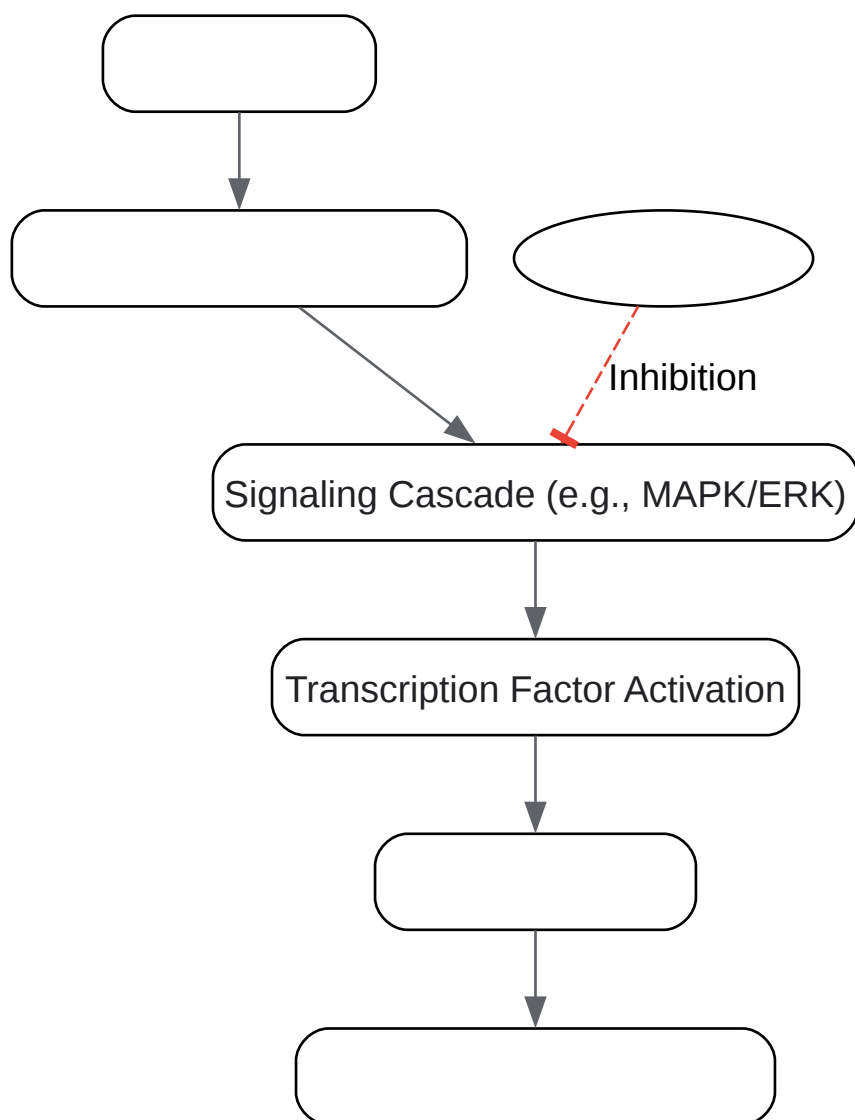 Inhibition
Signaling Cascade (e.g., MAPK/ERK)
Transcription Factor Activation